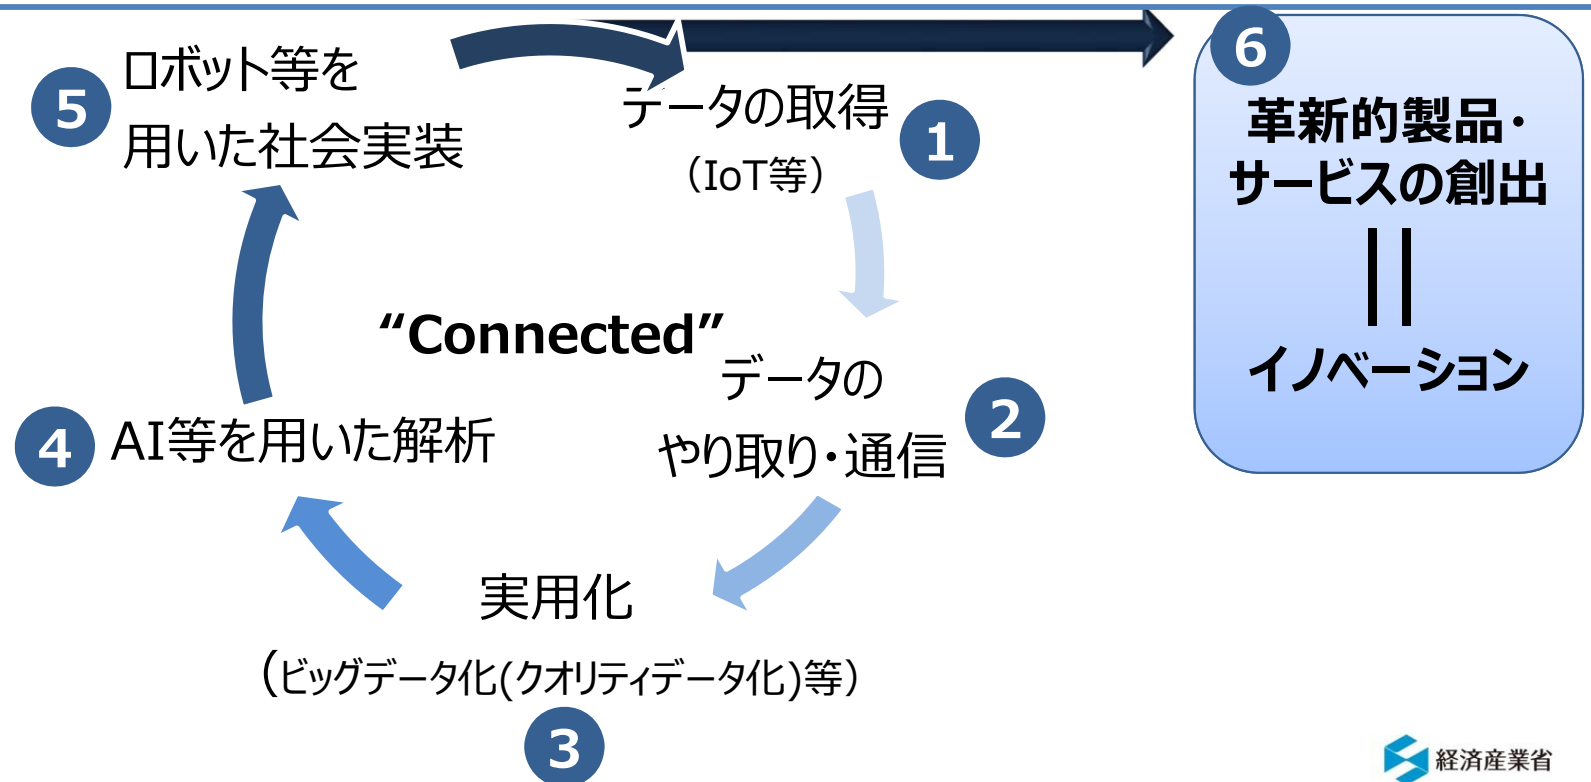 1
データの取得
（IoT等）
2
データの
やり取り・通信
3
実用化
（ビッグデータ化(クオリティデータ化)等）
4
AI等を用いた解析
5
ロボット等を
用いた社会実装
“Connected”
6
革新的製品・
サービスの創出
||
イノベーション
経済産業省